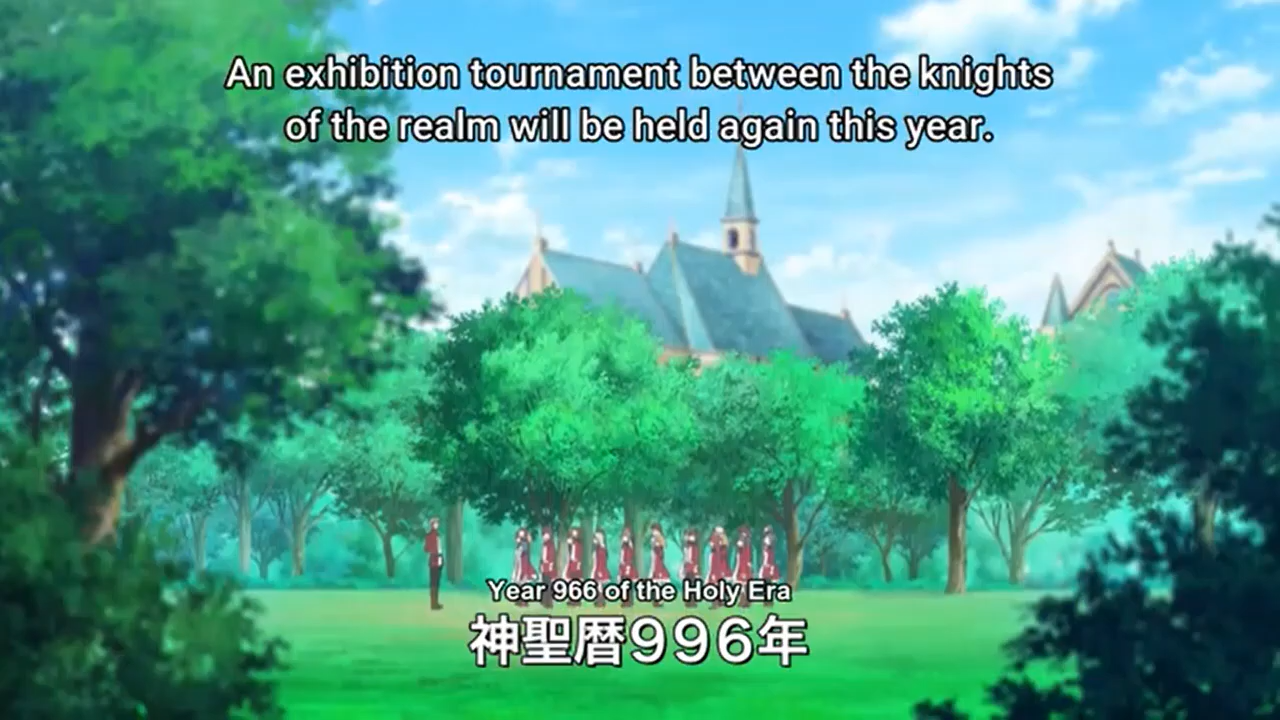 An exhibition tournament between the knights
of the realm will be held again this year.
Year 966 of the Holy Era
神聖暦９９６年